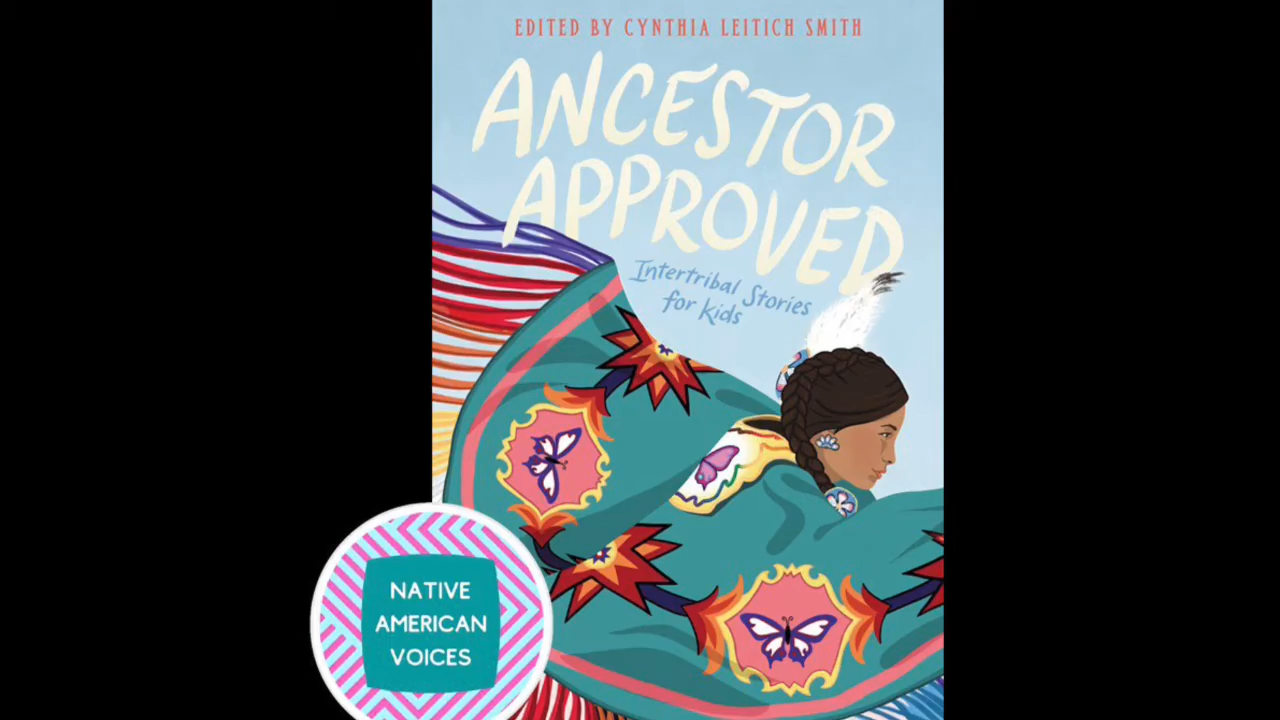 EDITED BY CYNTHIA LEITICH SMITH
ANCESTOR
APPROVED
Intertribal Stories
for Kids
NATIVE
AMERICAN
VOICES